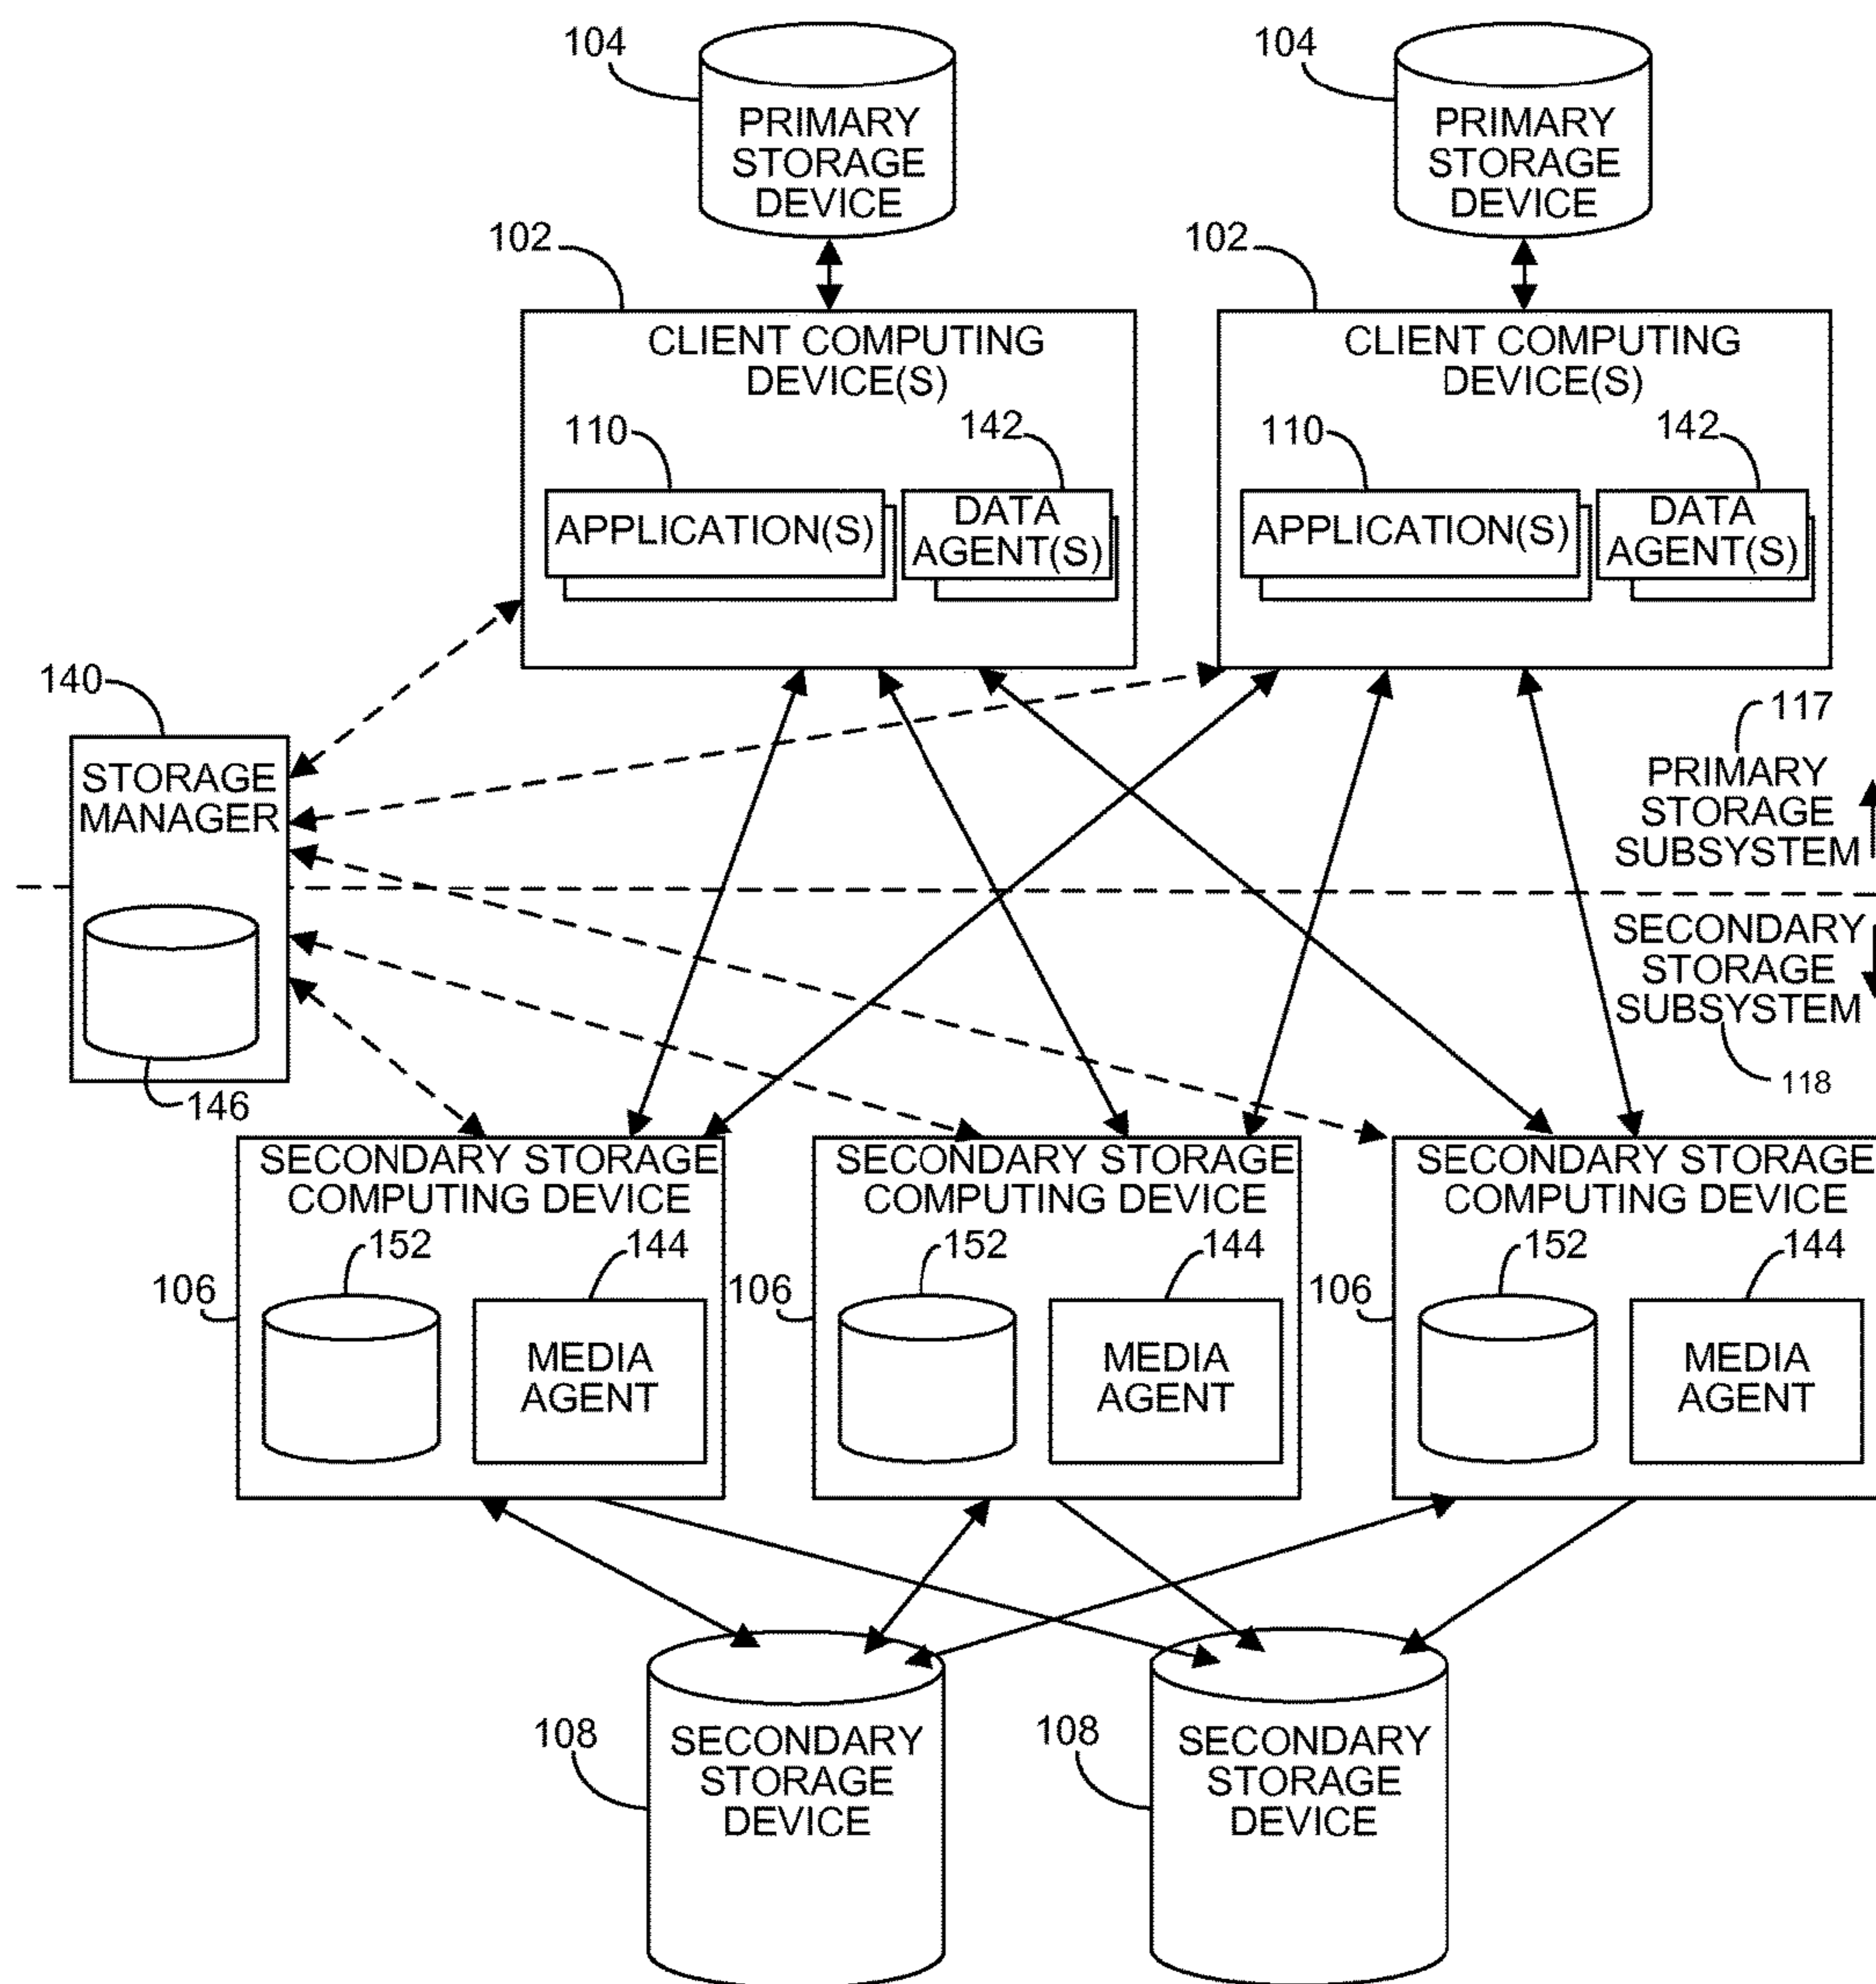 104
104
PRIMARY
STORAGE
DEVICE
PRIMARY
STORAGE
DEVICE
102
102
CLIENT COMPUTING
DEVICE(S)
110
142
APPLICATION(S)
DATA
AGENT(S)
CLIENT COMPUTING
DEVICE(S)
110
142
APPLICATION(S)
DATA
AGENT(S)
140
STORAGE
MANAGER
146
117
PRIMARY
STORAGE
SUBSYSTEM
SECONDARY
STORAGE
SUBSYSTEM
118
SECONDARY STORAGE
COMPUTING DEVICE
152
144
106
MEDIA
AGENT
SECONDARY STORAGE
COMPUTING DEVICE
152
144
106
MEDIA
AGENT
SECONDARY STORAGE
COMPUTING DEVICE
152
144
106
MEDIA
AGENT
108
SECONDARY
STORAGE
DEVICE
108
SECONDARY
STORAGE
DEVICE